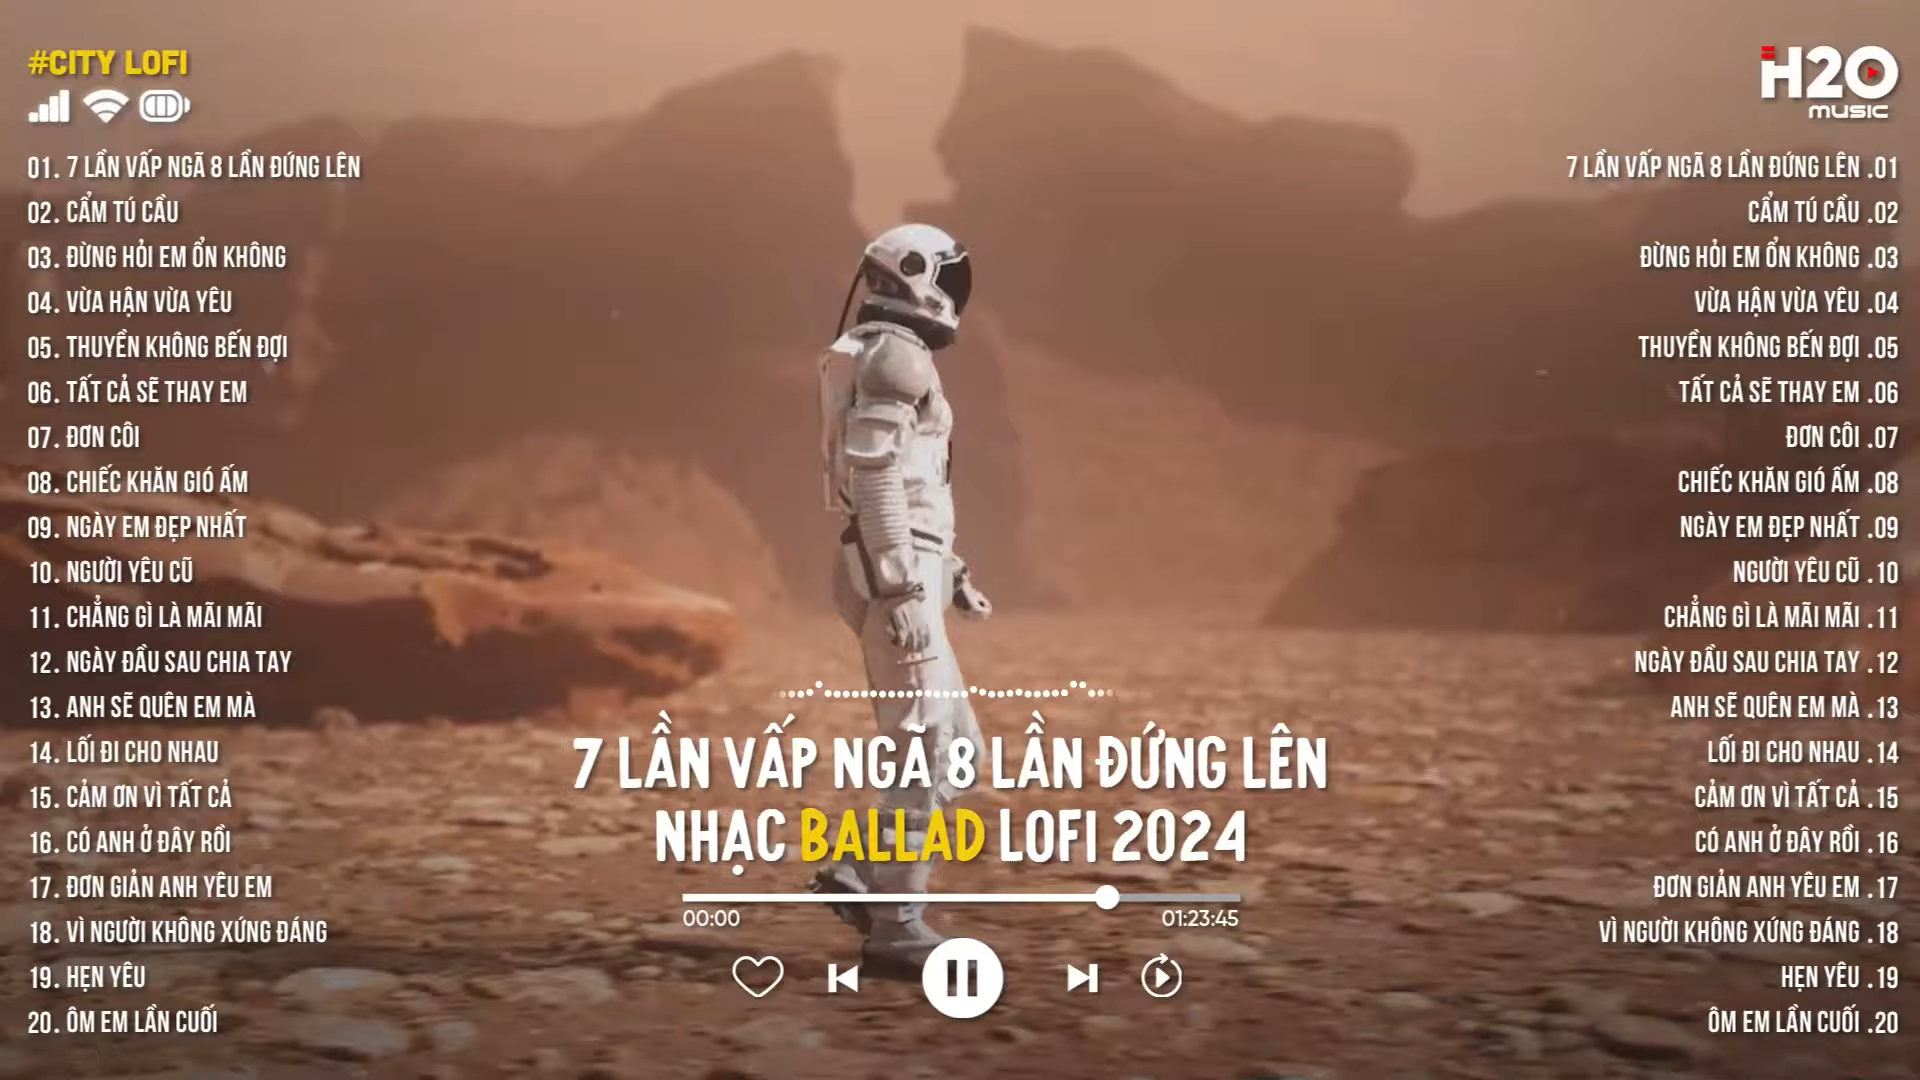 #CITY LOFI
H2O
MUSIC
01. 7 LẦN VẤP NGÃ 8 LẦN ĐỨNG LÊN
02. CẨM TÚ CẦU
03. ĐỪNG HỎI EM ỔN KHÔNG
04. VỪA HẬN VỪA YÊU
05. THUYỀN KHÔNG BẾN ĐỢI
06. TẤT CẢ SẼ THAY EM
07. ĐƠN CÔI
08. CHIẾC KHĂN GIÓ ẤM
09. NGÀY EM ĐẸP NHẤT
10. NGƯỜI YÊU CŨ
11. CHẲNG GÌ LÀ MÃI MÃI
12. NGÀY ĐẦU SAU CHIA TAY
13. ANH SẼ QUÊN EM MÀ
14. LỐI ĐI CHO NHAU
15. CẢM ƠN VÌ TẤT CẢ
16. CÓ ANH Ở ĐÂY RỒI
17. ĐƠN GIẢN ANH YÊU EM
18. VÌ NGƯỜI KHÔNG XỨNG ĐÁNG
19. HẸN YÊU
20. ÔM EM LẦN CUỐI
7 LẦN VẤP NGÃ 8 LẦN ĐỨNG LÊN .01
CẨM TÚ CẦU .02
ĐỪNG HỎI EM ỔN KHÔNG .03
VỪA HẬN VỪA YÊU .04
THUYỀN KHÔNG BẾN ĐỢI .05
TẤT CẢ SẼ THAY EM .06
ĐƠN CÔI .07
CHIẾC KHĂN GIÓ ẤM .08
NGÀY EM ĐẸP NHẤT .09
NGƯỜI YÊU CŨ .10
CHẲNG GÌ LÀ MÃI MÃI .11
NGÀY ĐẦU SAU CHIA TAY .12
ANH SẼ QUÊN EM MÀ .13
LỐI ĐI CHO NHAU .14
CẢM ƠN VÌ TẤT CẢ .15
CÓ ANH Ở ĐÂY RỒI .16
ĐƠN GIẢN ANH YÊU EM .17
VÌ NGƯỜI KHÔNG XỨNG ĐÁNG .18
HẸN YÊU .19
ÔM EM LẦN CUỐI .20
7 LẦN VẤP NGÃ 8 LẦN ĐỨNG LÊN
NHẠC BALLAD LOFI 2024
00:00 01:23:45